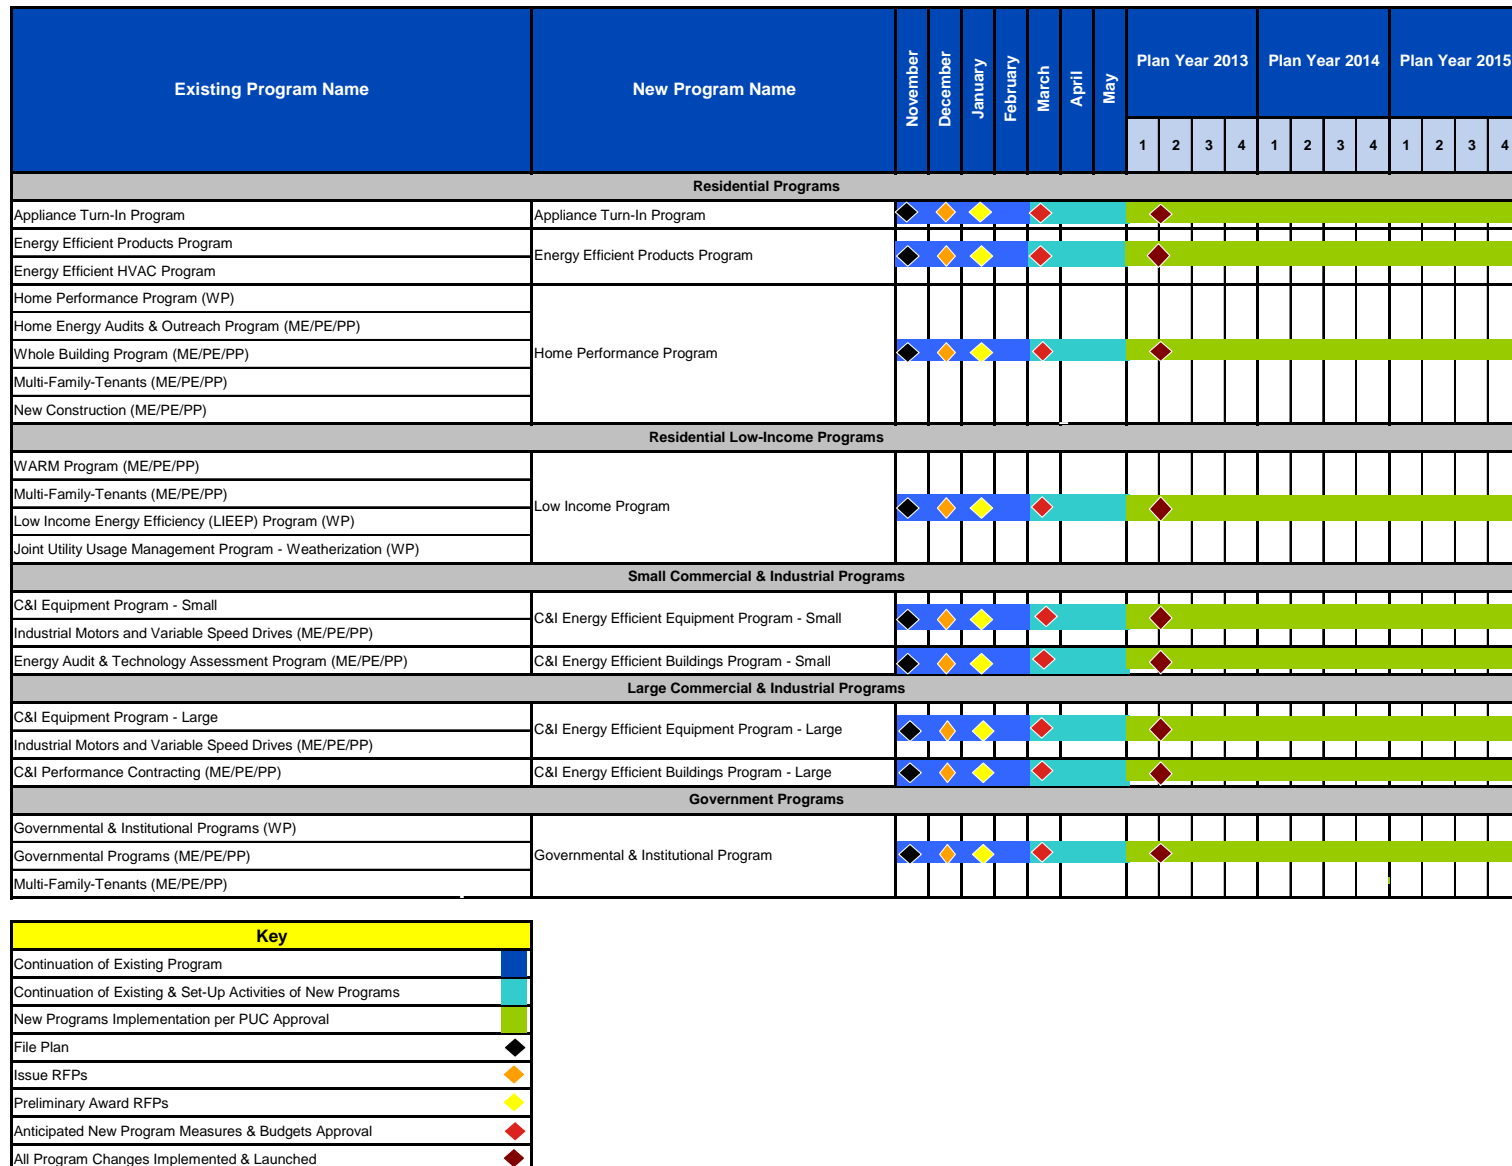 Existing Program Name
New Program Name
November
December
January
February
March
April
May
Plan Year 2013
Plan Year 2014
Plan Year 2015
1 2 3 4 1 2 3 4 1 2 3 4
Residential Programs
Appliance Turn-In Program
Appliance Turn-In Program
Energy Efficient Products Program
Energy Efficient HVAC Program
Energy Efficient Products Program
Home Performance Program (WP)
Home Energy Audits & Outreach Program (ME/PE/PP)
Whole Building Program (ME/PE/PP)
Multi-Family-Tenants (ME/PE/PP)
New Construction (ME/PE/PP)
Home Performance Program
Residential Low-Income Programs
WARM Program (ME/PE/PP)
Multi-Family-Tenants (ME/PE/PP)
Low Income Energy Efficiency (LIEEP) Program (WP)
Joint Utility Usage Management Program - Weatherization (WP)
Low Income Program
Small Commercial & Industrial Programs
C&I Equipment Program - Small
Industrial Motors and Variable Speed Drives (ME/PE/PP)
C&I Energy Efficient Equipment Program - Small
Energy Audit & Technology Assessment Program (ME/PE/PP)
C&I Energy Efficient Buildings Program - Small
Large Commercial & Industrial Programs
C&I Equipment Program - Large
Industrial Motors and Variable Speed Drives (ME/PE/PP)
C&I Energy Efficient Equipment Program - Large
C&I Performance Contracting (ME/PE/PP)
C&I Energy Efficient Buildings Program - Large
Government Programs
Governmental & Institutional Programs (WP)
Governmental Programs (ME/PE/PP)
Multi-Family-Tenants (ME/PE/PP)
Governmental & Institutional Program
Key
Continuation of Existing Program
Continuation of Existing & Set-Up Activities of New Programs
New Programs Implementation per PUC Approval
File Plan
Issue RFPs
Preliminary Award RFPs
Anticipated New Program Measures & Budgets Approval
All Program Changes Implemented & Launched